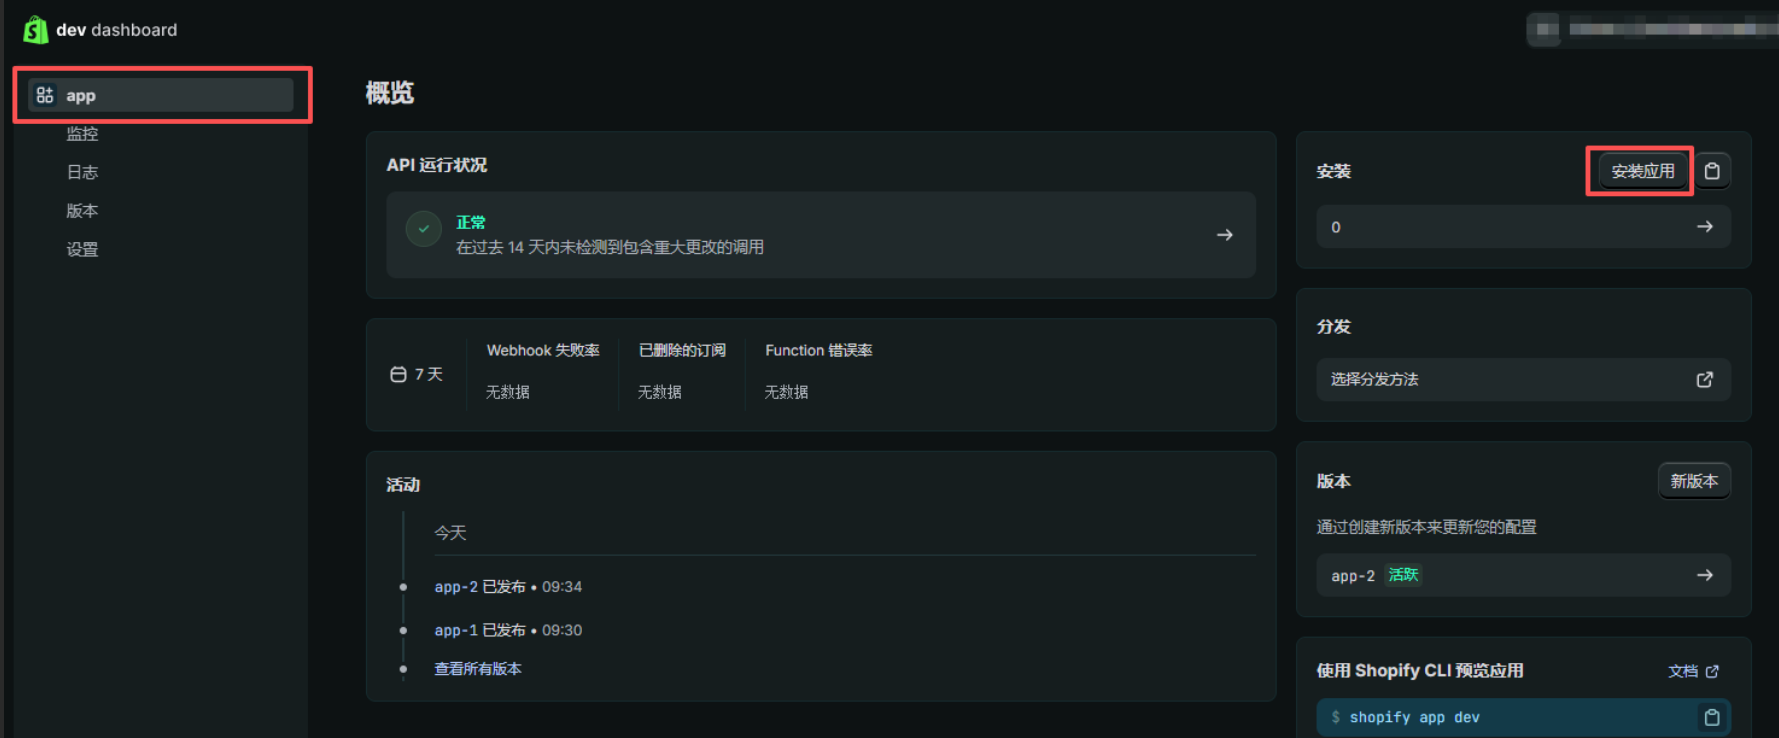 dev dashboard
app
监控
日志
版本
设置
概览
API 运行状况
正常
在过去 14 天内未检测到包含重大更改的调用
7 天
Webhook 失败率
无数据
已删除的订阅
无数据
Function 错误率
无数据
活动
今天
app-2 已发布 • 09:34
app-1 已发布 • 09:30
查看所有版本
安装
安装应用
0
分发
选择分发方法
版本
新版本
通过创建新版本来更新您的配置
app-2 活跃
使用 Shopify CLI 预览应用
文档
$ shopify app dev